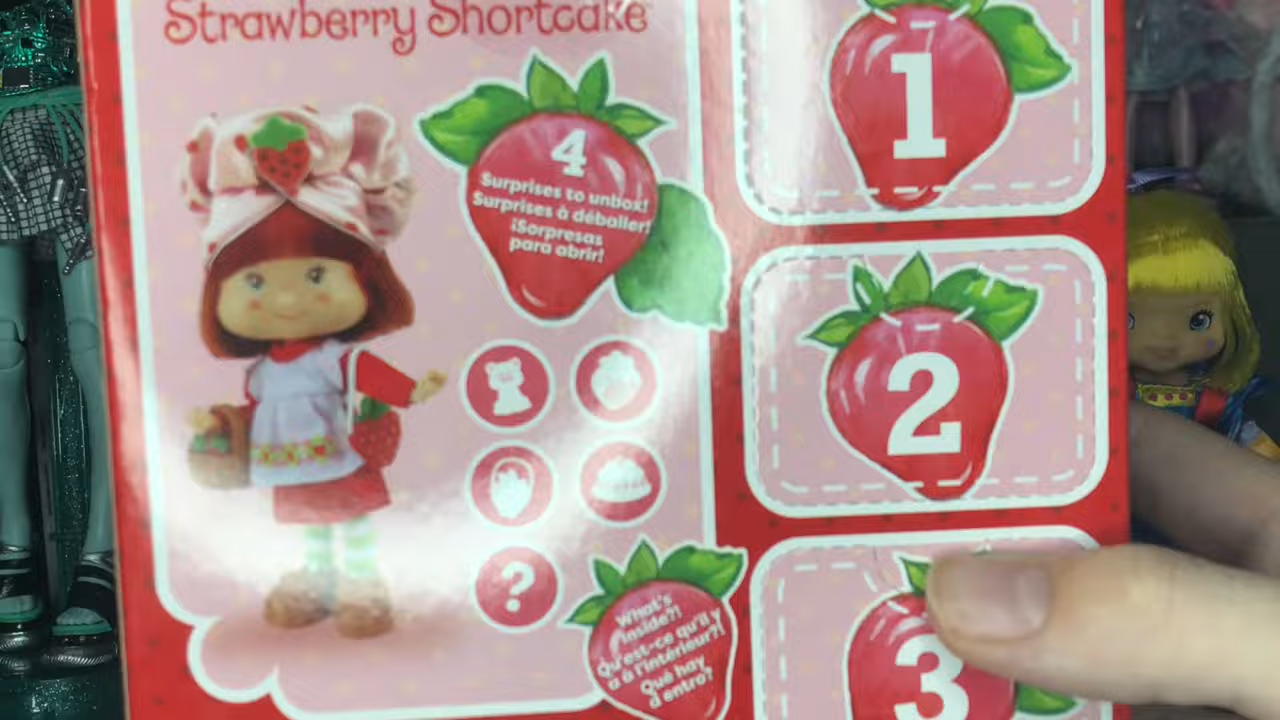 Strawberry Shortcake
4
Surprises to unbox!
Surprises à déballer!
¡Sorpresas
para abrir!
?
What's
inside?!
Qu'est-ce qu'il y
a à l'intérieur?!
Qué hay
dentro?
1
2
3